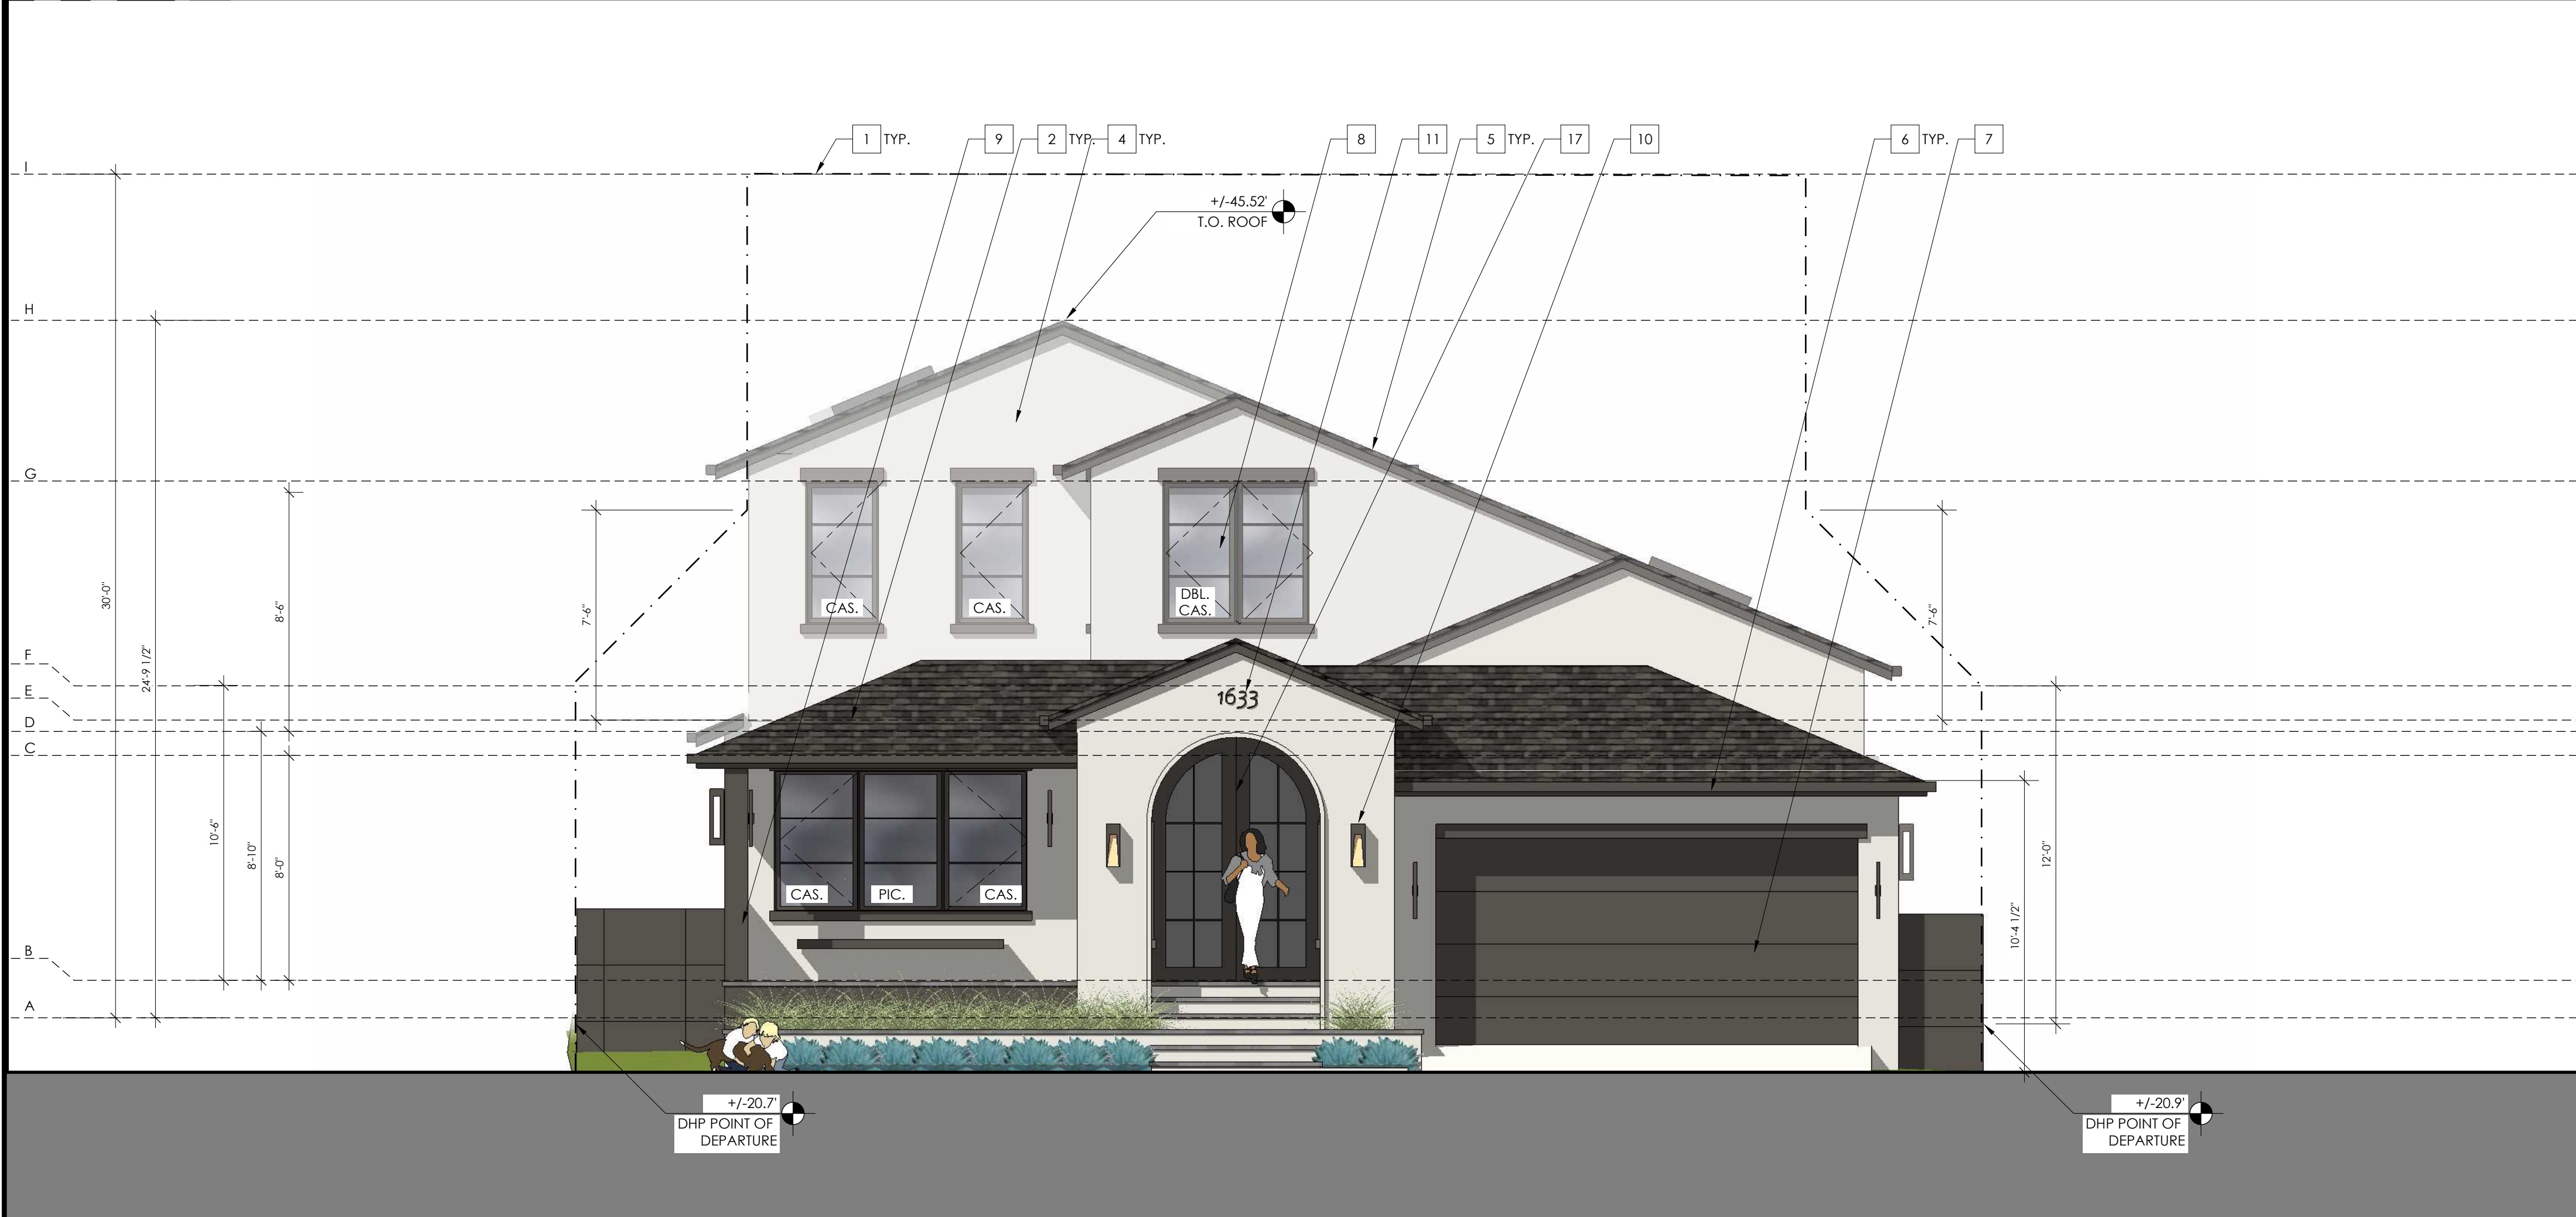 1 TYP.
9
2 TYP.
4 TYP.
8
11
5 TYP.
17
10
6 TYP.
7
I
+/-45.52'
T.O. ROOF
H
G
30'-0"
8'-6"
7'-6"
7'-6"
CAS.
CAS.
DBL.
CAS.
F
24'-9 1/2"
E
1633
D
C
10'-6"
8'-10"
8'-0"
12'-0"
CAS.
PIC.
CAS.
10'-4 1/2"
B
A
+/-20.7'
DHP POINT OF
DEPARTURE
+/-20.9'
DHP POINT OF
DEPARTURE